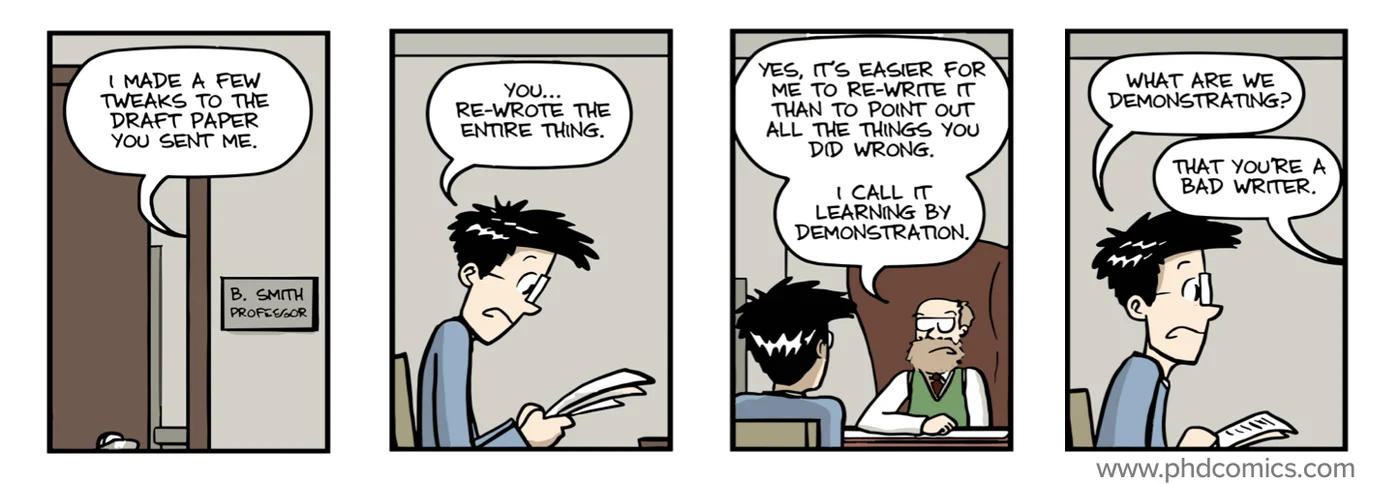 I MADE A FEW
TWEAKS TO THE
DRAFT PAPER
YOU SENT ME.
B. SMITH
PROFESSOR
YOU...
RE-WROTE THE
ENTIRE THING.
YES, IT'S EASIER FOR
ME TO RE-WRITE IT
THAN TO POINT OUT
ALL THE THINGS YOU
DID WRONG.
I CALL IT
LEARNING BY
DEMONSTRATION.
WHAT ARE WE
DEMONSTRATING?
THAT YOU'RE A
BAD WRITER.
www.phdcomics.com